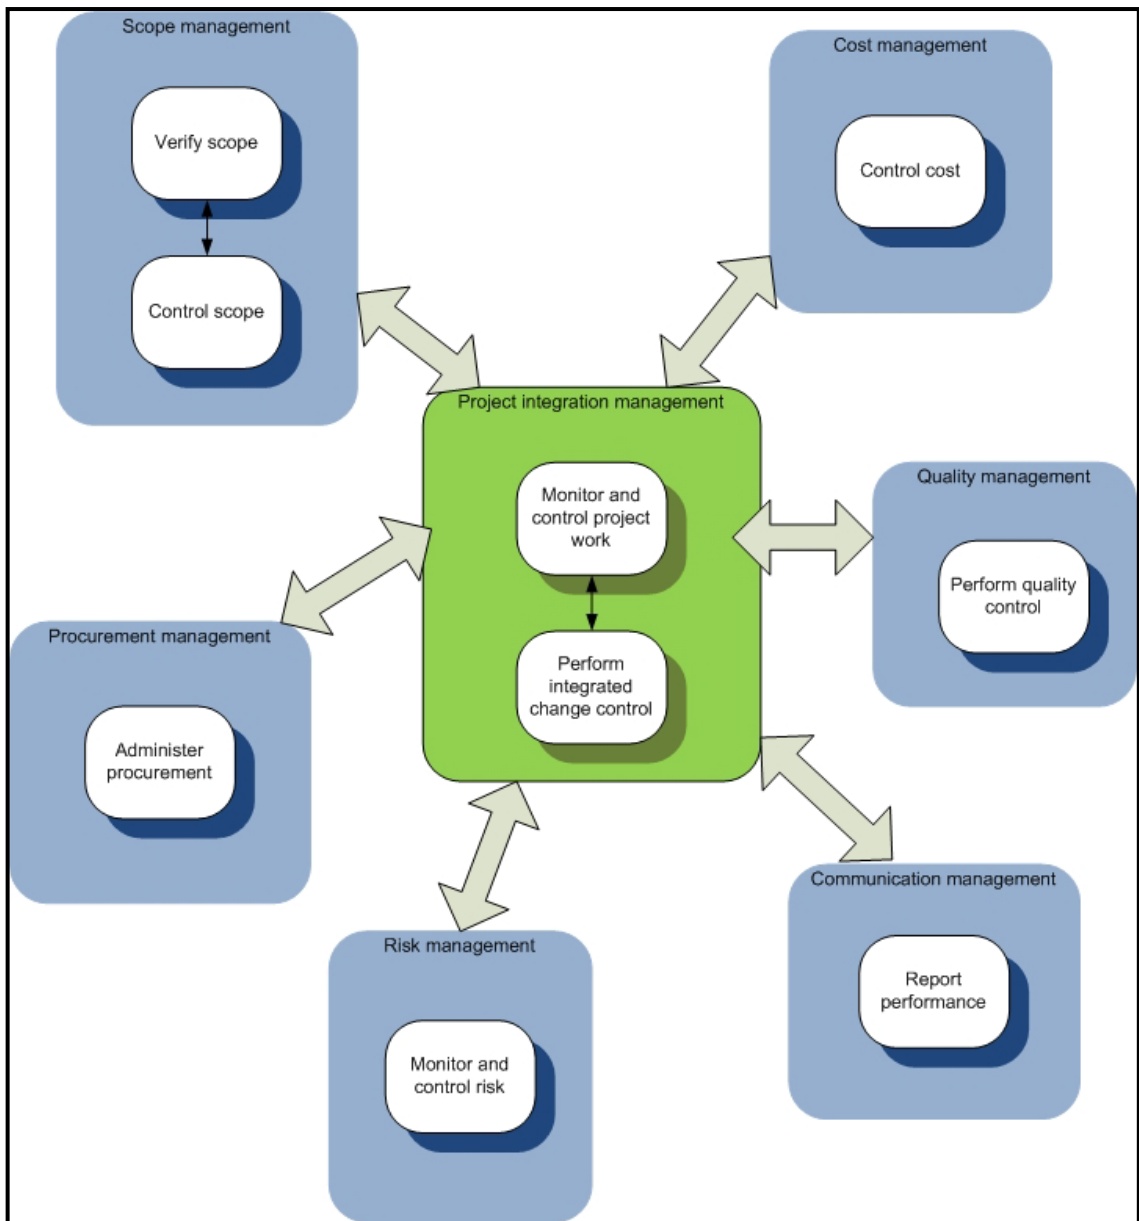 Scope management
Verify scope
Control scope
Cost management
Control cost
Project integration management
Monitor and
control project
work
Perform
integrated
change control
Quality management
Perform quality
control
Procurement management
Administer
procurement
Risk management
Monitor and
control risk
Communication management
Report
performance